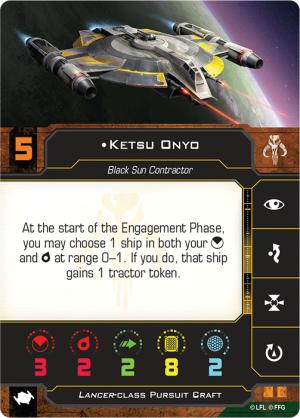 •Ketsu Onyo
5
Black Sun Contractor
At the start of the Engagement Phase,
you may choose 1 ship in both your
and at range 0–1. If you do, that ship
gains 1 tractor token.
3 2 2 8 2
Lancer-class Pursuit Craft
© LFL © FFG